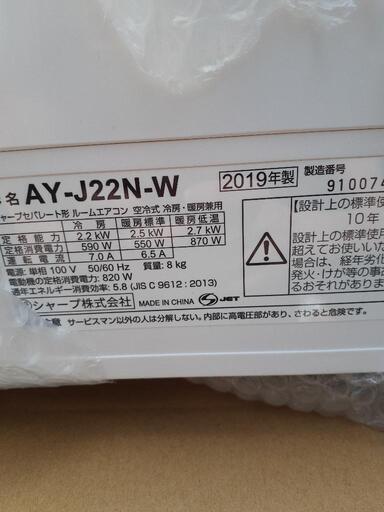 名 AY-J22N-W 2019年製 製造番号
910074
シャープセパレート形 ルームエアコン 空冷式 冷房・暖房兼用
冷房 暖房標準 暖房低温
定格能力 2.2 kW 2.5 kW 2.7 kW
定格消費電力 590 W 550 W 870 W
運転電流 7.0 A 6.5 A
電源: 単相 100 V 50/60 Hz 質量: 8 kg
電動機の定格消費電力: 820 W
通年エネルギー消費効率: 5.8 (JIS C 9612 : 2013)
シャープ株式会社 MADE IN CHINA JET
注意 サービスマン以外の人は分解しない。内部に高電圧部があり、さわると危険です。
【設計上の標準使
10 年
設計上の標準使用
超えてお使いいた
場合は、経年劣化
発火・けが等の事
るおそれがありま